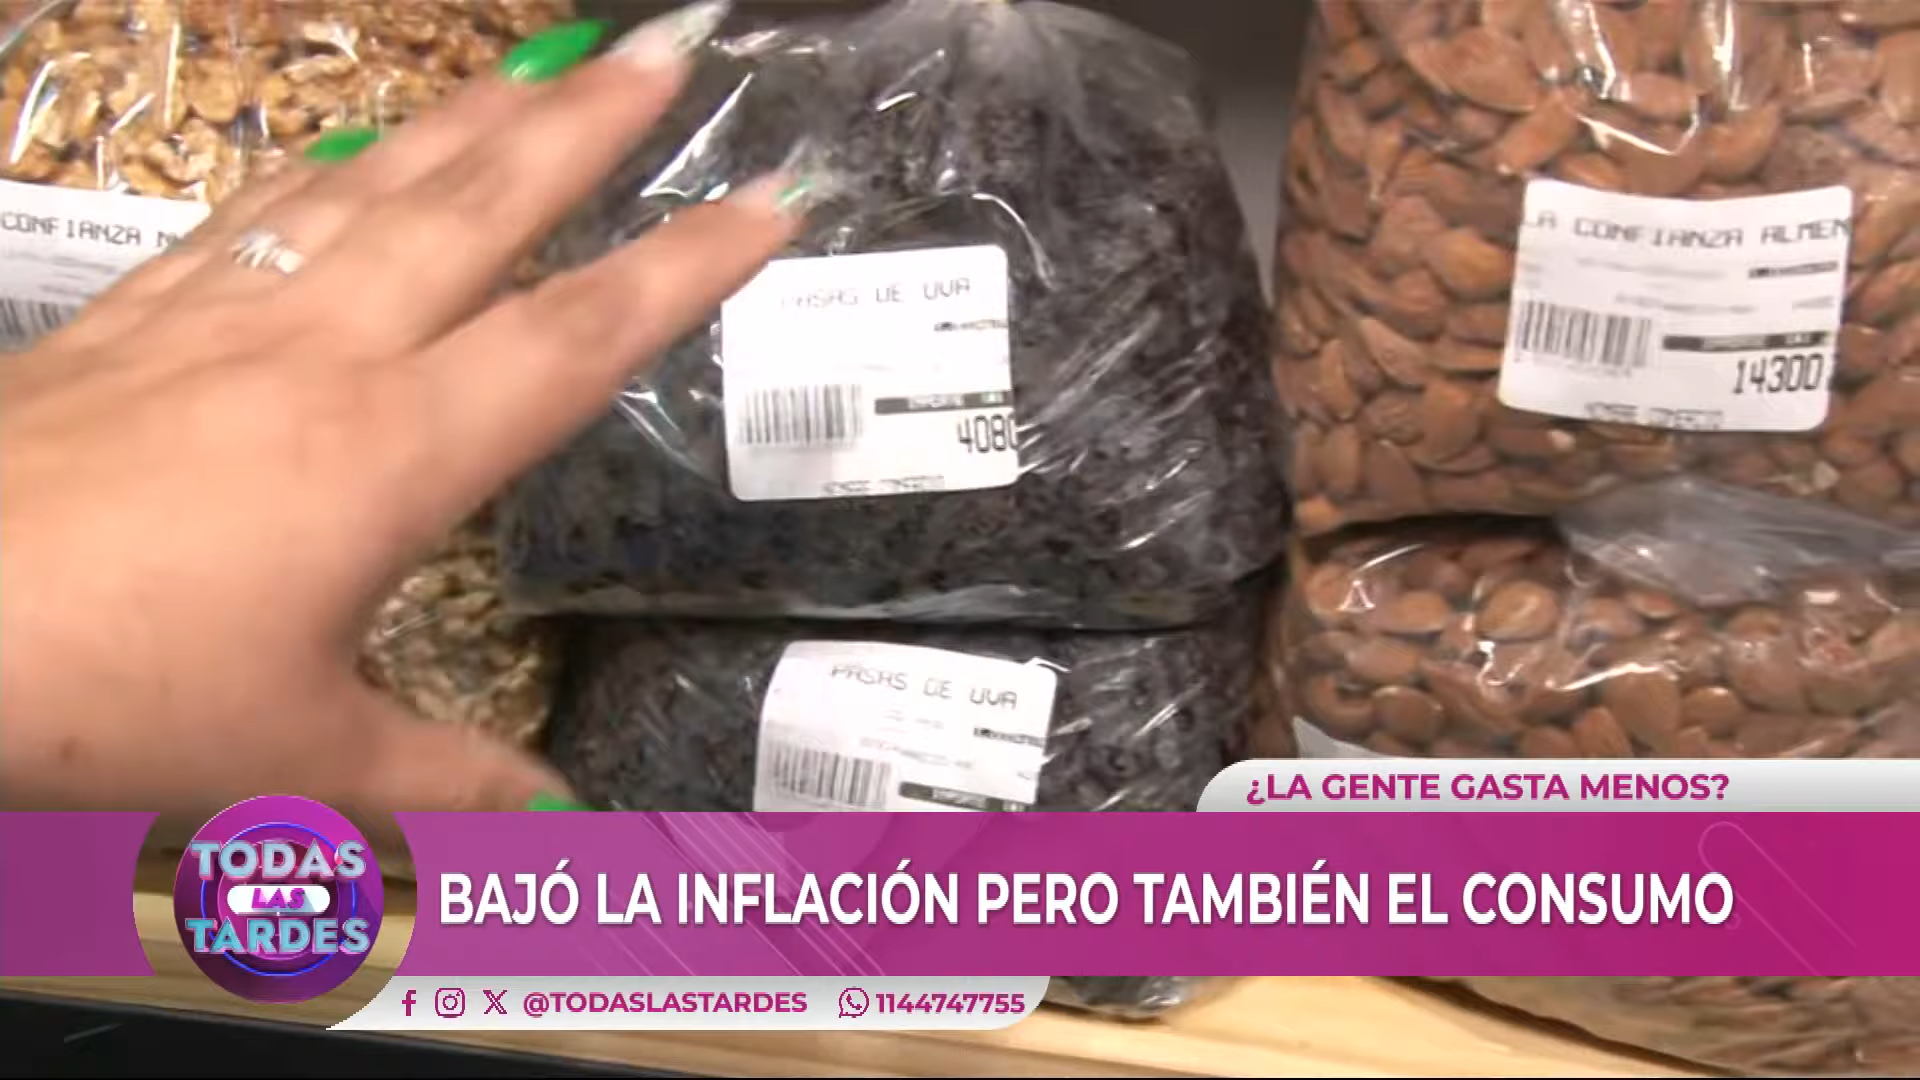 CONFIANZA
PASAS DE UVA
4080
LA CONFIANZA ALMEN
14300
PASAS DE UVA
¿LA GENTE GASTA MENOS?
TODAS
LAS
TARDES
BAJÓ LA INFLACIÓN PERO TAMBIÉN EL CONSUMO
@TODASLASTARDES 1144747755